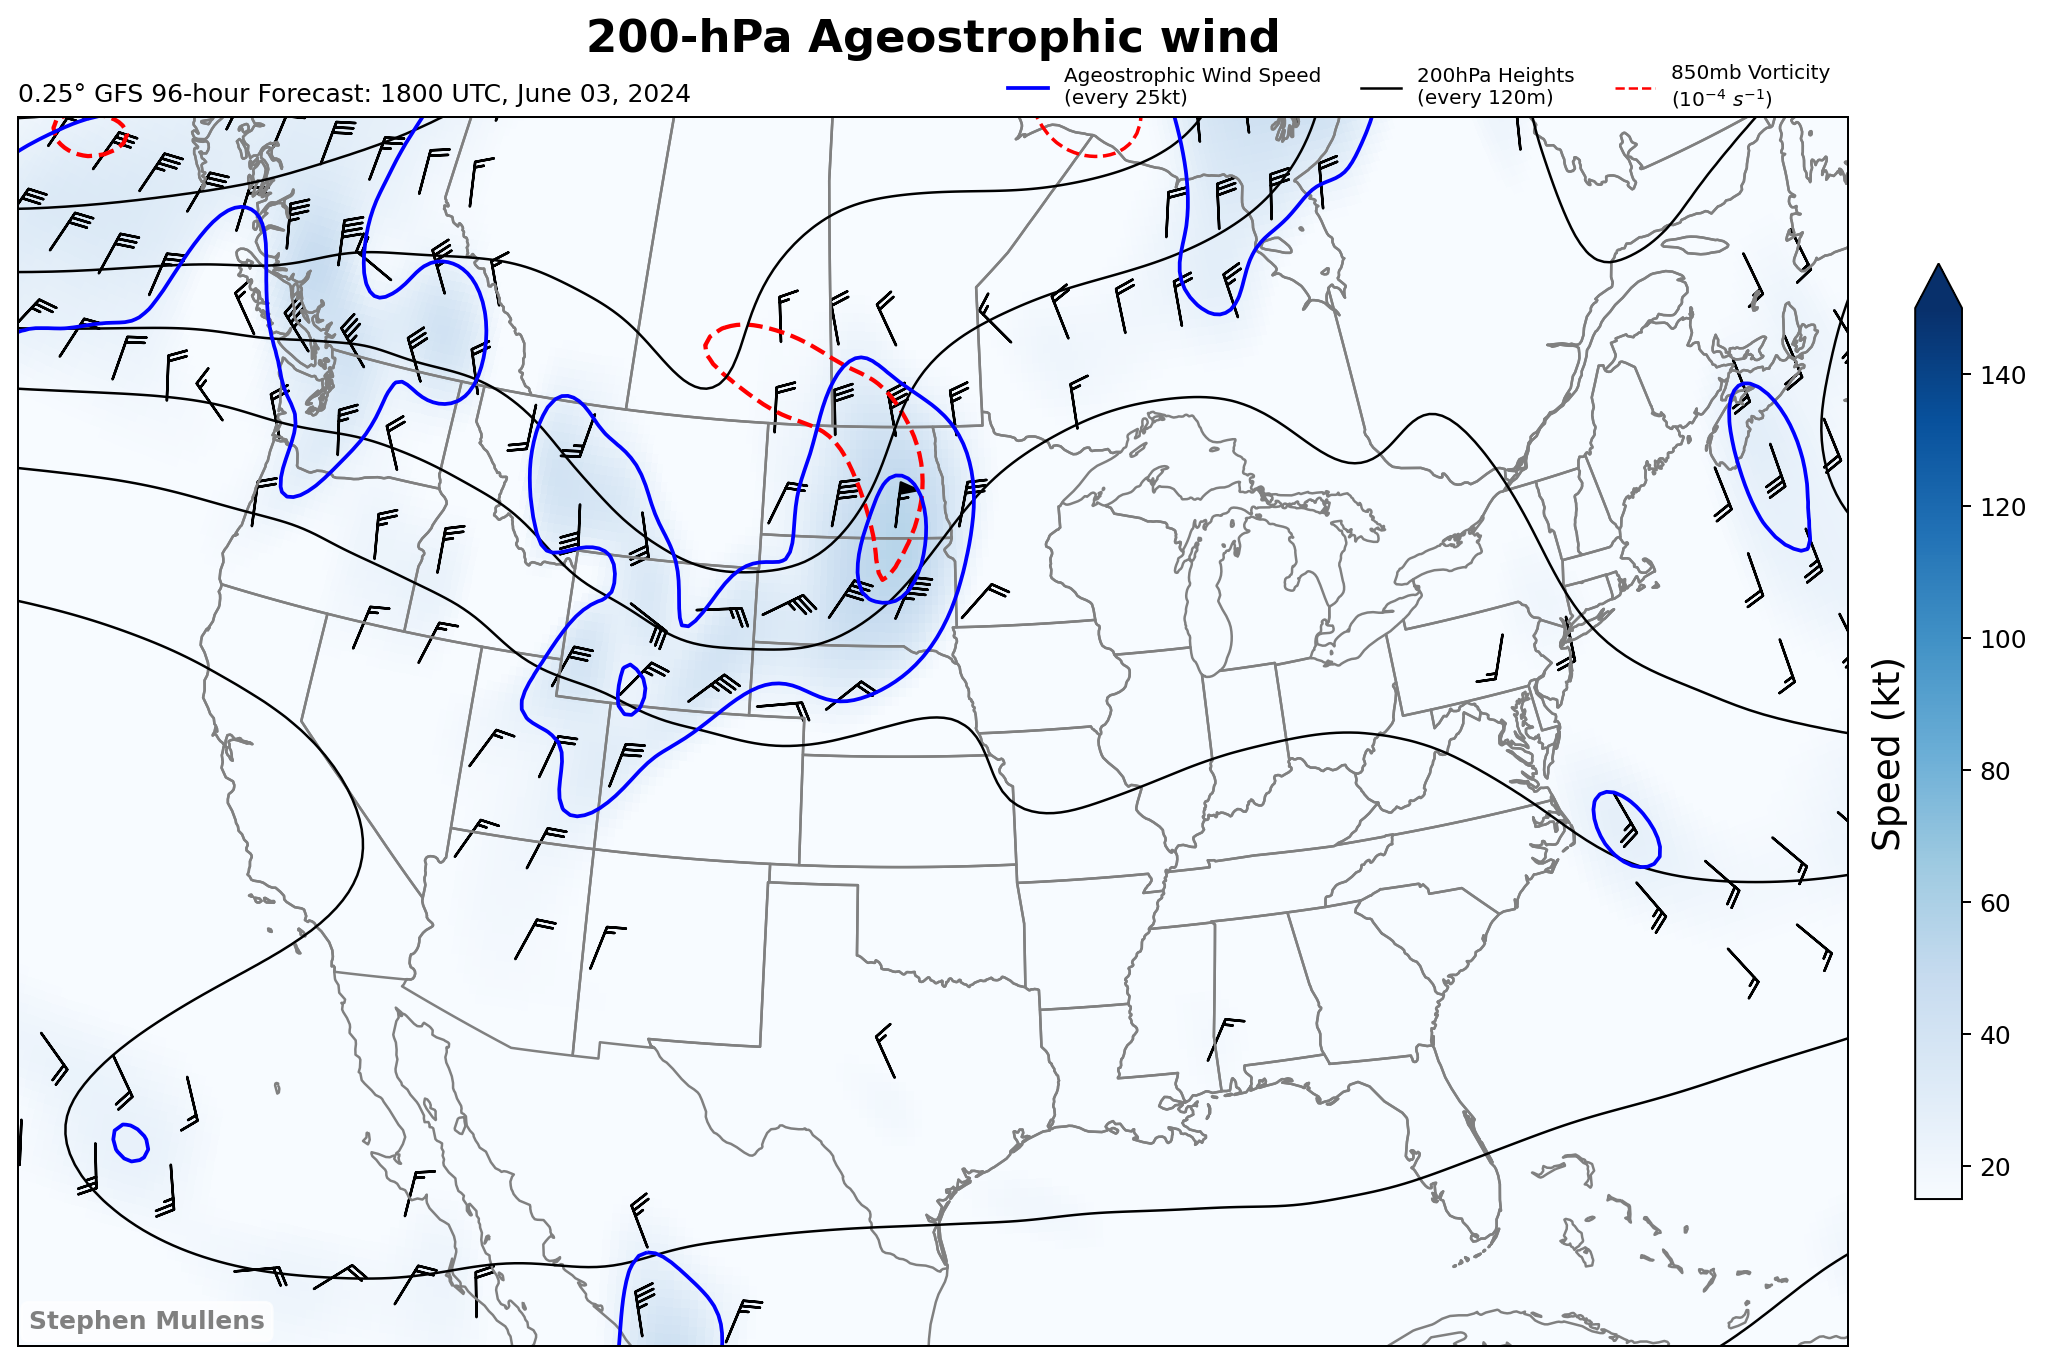 200-hPa Ageostrophic wind
0.25° GFS 96-hour Forecast: 1800 UTC, June 03, 2024
Ageostrophic Wind Speed
(every 25kt)
200hPa Heights
(every 120m)
850mb Vorticity
(10⁻⁴ s⁻¹)
140
120
100
80
60
40
20
Speed (kt)
Stephen Mullens